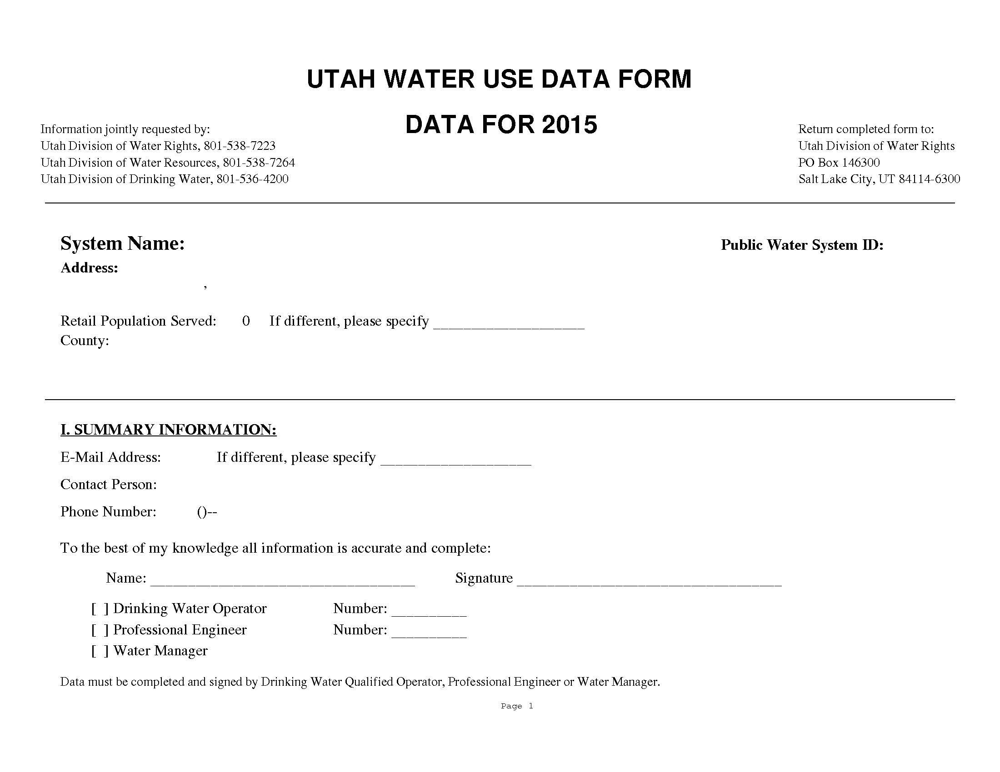 UTAH WATER USE DATA FORM
DATA FOR 2015
Information jointly requested by:
Utah Division of Water Rights, 801-538-7223
Utah Division of Water Resources, 801-538-7264
Utah Division of Drinking Water, 801-536-4200
Return completed form to:
Utah Division of Water Rights
PO Box 146300
Salt Lake City, UT 84114-6300
System Name:
Public Water System ID:
Address:
,
Retail Population Served: 0 If different, please specify ____________________
County:
I. SUMMARY INFORMATION:
E-Mail Address: If different, please specify ____________________
Contact Person:
Phone Number: ()--
To the best of my knowledge all information is accurate and complete:
Name: ___________________________________ Signature ___________________________________
[ ] Drinking Water Operator Number: __________
[ ] Professional Engineer Number: __________
[ ] Water Manager
Data must be completed and signed by Drinking Water Qualified Operator, Professional Engineer or Water Manager.
Page 1